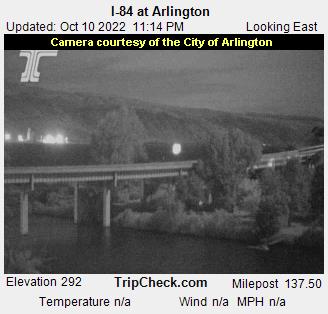 I-84 at Arlington
Updated: Oct 10 2022 11:14 PM Looking East
Camera courtesy of the City of Arlington
Elevation 292 TripCheck.com Milepost 137.50
Temperature n/a Wind n/a MPH n/a